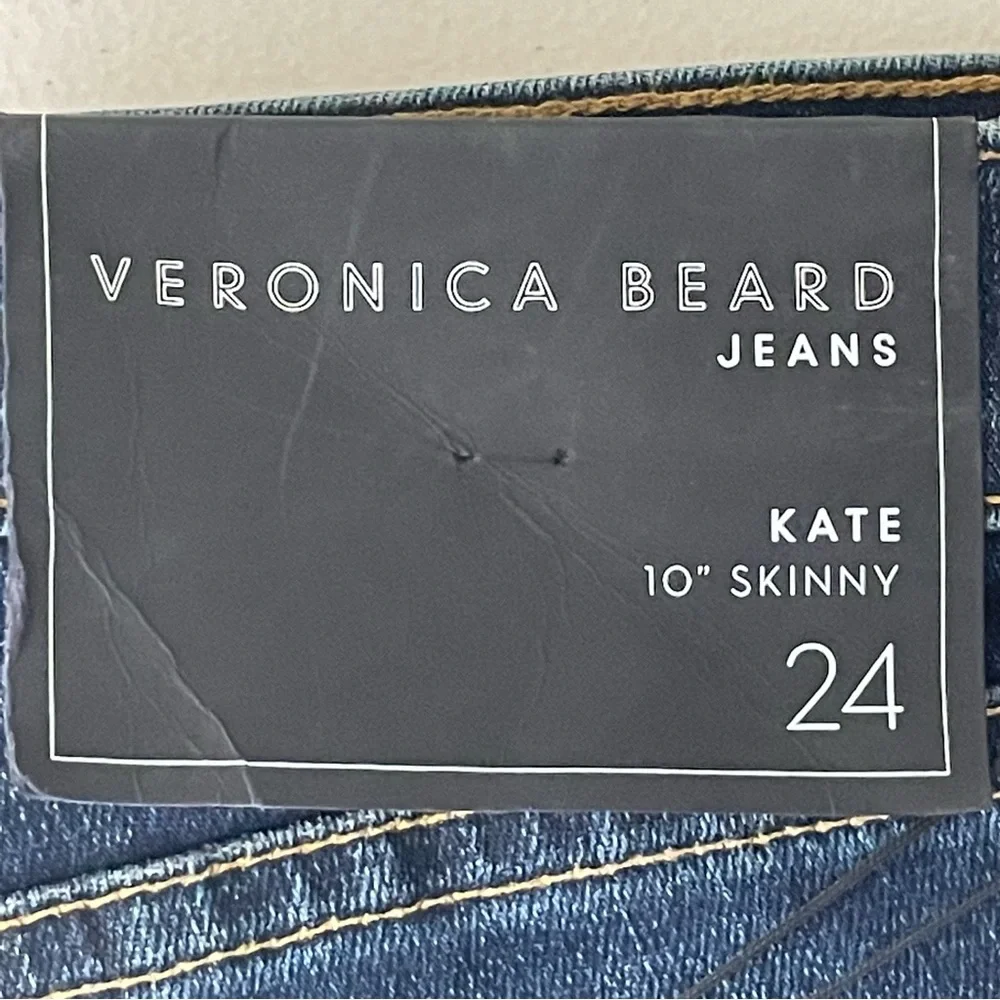 VERONICA BEARD
JEANS
KATE
10" SKINNY
24